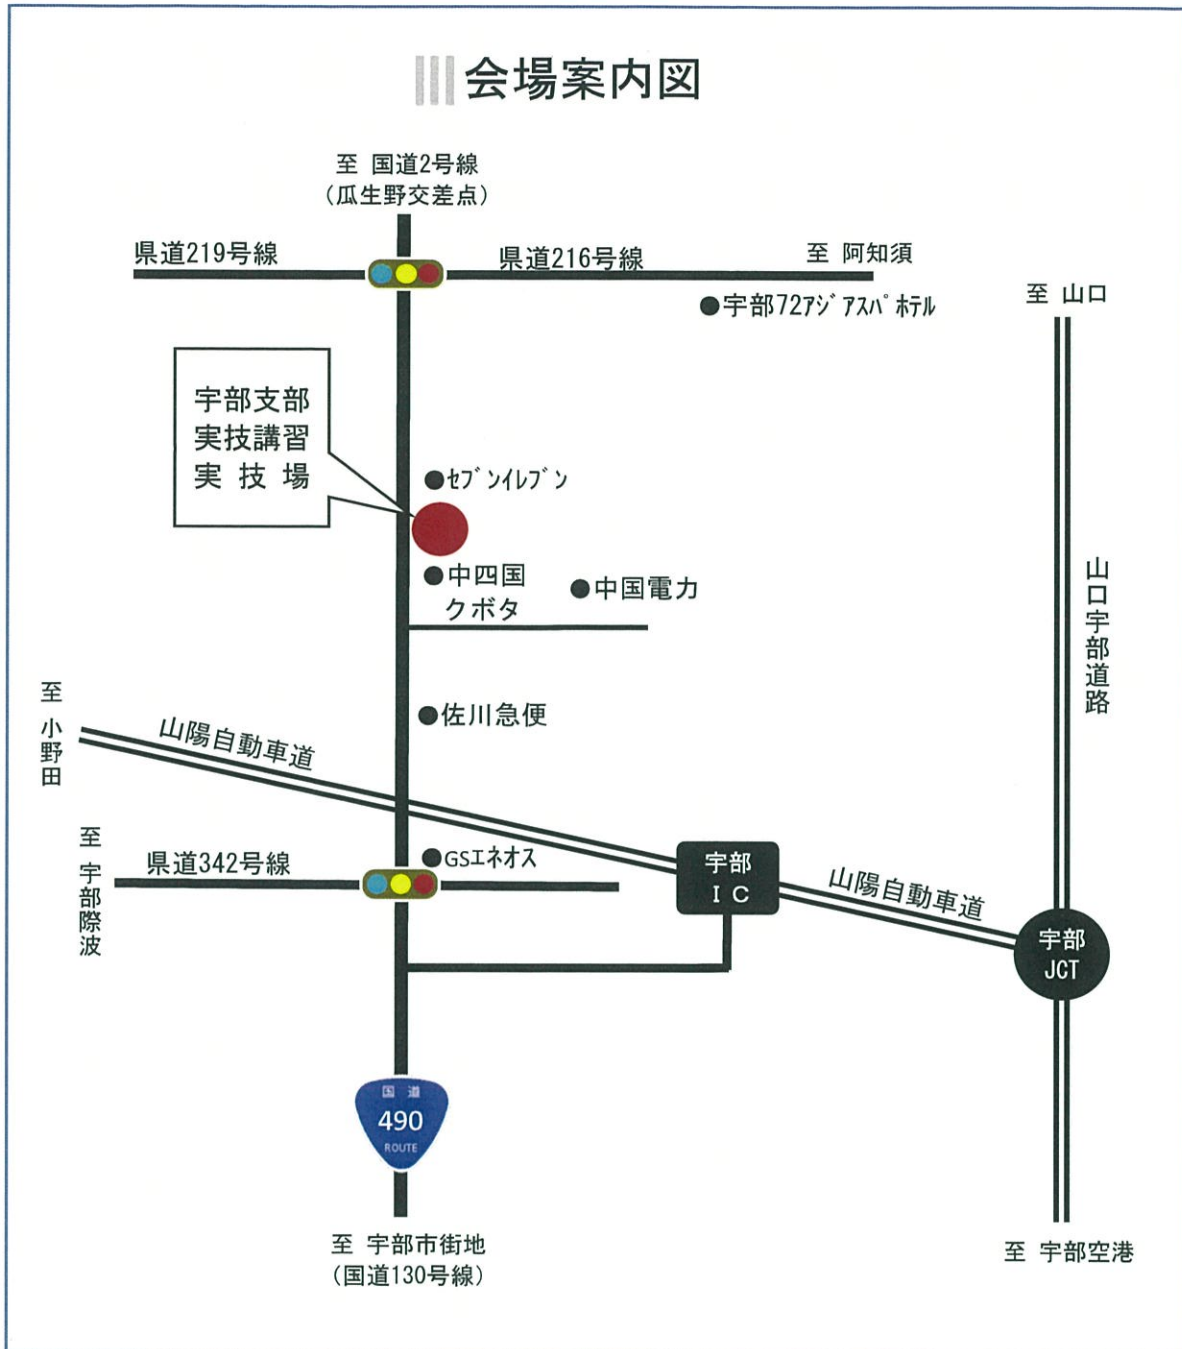 会場案内図
至 国道2号線
(瓜生野交差点)
県道219号線
県道216号線
至 阿知須
●宇部72アジアスパホテル
至 山口
宇部支部
実技講習
実 技 場
●セブンイレブン
●中四国
クボタ
●中国電力
山口宇部道路
至 小野田
山陽自動車道
●佐川急便
至 宇部際波
県道342号線
●GSエネオス
宇部
IC
山陽自動車道
宇部
JCT
国 道
490
ROUTE
至 宇部市街地
(国道130号線)
至 宇部空港